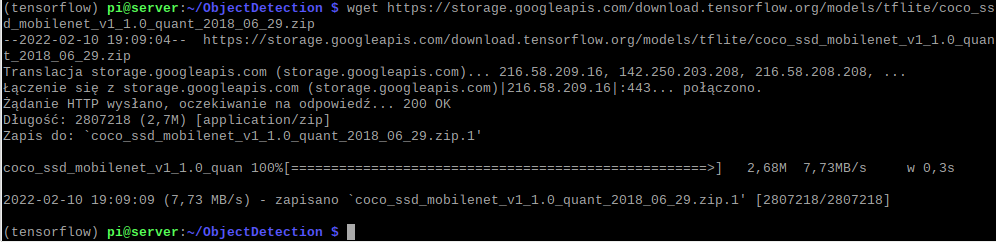 (tensorflow) pi@server:~/ObjectDetection $ wget https://storage.googleapis.com/download.tensorflow.org/models/tflite/coco_ss
d_mobilenet_v1_1.0_quant_2018_06_29.zip
--2022-02-10 19:09:04--  https://storage.googleapis.com/download.tensorflow.org/models/tflite/coco_ssd_mobilenet_v1_1.0_quan
t_2018_06_29.zip
Translacja storage.googleapis.com (storage.googleapis.com)... 216.58.209.16, 142.250.203.208, 216.58.208.208, ...
Łączenie się z storage.googleapis.com (storage.googleapis.com)|216.58.209.16|:443... połączono.
Żądanie HTTP wysłano, oczekiwanie na odpowiedź... 200 OK
Długość: 2807218 (2,7M) [application/zip]
Zapis do: `coco_ssd_mobilenet_v1_1.0_quant_2018_06_29.zip.1'
coco_ssd_mobilenet_v1_1.0_quan 100%[====================================================>]   2,68M  7,73MB/s     w 0,3s
2022-02-10 19:09:09 (7,73 MB/s) - zapisano `coco_ssd_mobilenet_v1_1.0_quant_2018_06_29.zip.1' [2807218/2807218]
(tensorflow) pi@server:~/ObjectDetection $